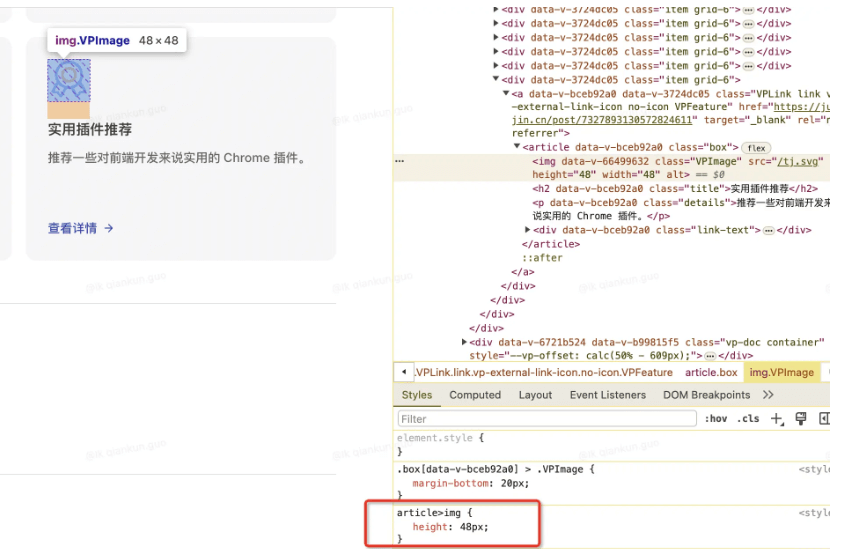 img.VPImage 48×48
实用插件推荐
推荐一些对前端开发来说实用的 Chrome 插件。
查看详情 →
▶<div data-v-3724dc05 class="item grid-6">…</div>
▶<div data-v-3724dc05 class="item grid-6">…</div>
▶<div data-v-3724dc05 class="item grid-6">…</div>
▶<div data-v-3724dc05 class="item grid-6">…</div>
▶<div data-v-3724dc05 class="item grid-6">…</div>
▼<div data-v-3724dc05 class="item grid-6">
▼<a data-v-bceb92a0 data-v-3724dc05 class="VPLink link v
-external-link-icon no-icon VPFeature" href="https://ju
jin.cn/post/7327893130572824611" target="_blank" rel="n
referrer">
▼<article data-v-bceb92a0 class="box"> flex
… <img data-v-66499632 class="VPImage" src="/tj.svg"
height="48" width="48" alt> == $0
<h2 data-v-bceb92a0 class="title">实用插件推荐</h2>
<p data-v-bceb92a0 class="details">推荐一些对前端开发来
说实用的 Chrome 插件。</p>
▶<div data-v-bceb92a0 class="link-text">…</div>
</article>
::after
</a>
</div>
</div>
</div>
</div>
▶<div data-v-6721b524 data-v-b99815f5 class="vp-doc container"
style="--vp-offset: calc(50% - 609px);">…</div>
.VPLink.link.vp-external-link-icon.no-icon.VPFeature article.box img.VPImage
Styles Computed Layout Event Listeners DOM Breakpoints »
Filter :hov .cls +
element.style {
}
.box[data-v-bceb92a0] > .VPImage { <style
margin-bottom: 20px;
}
article>img { <style
height: 48px;
}